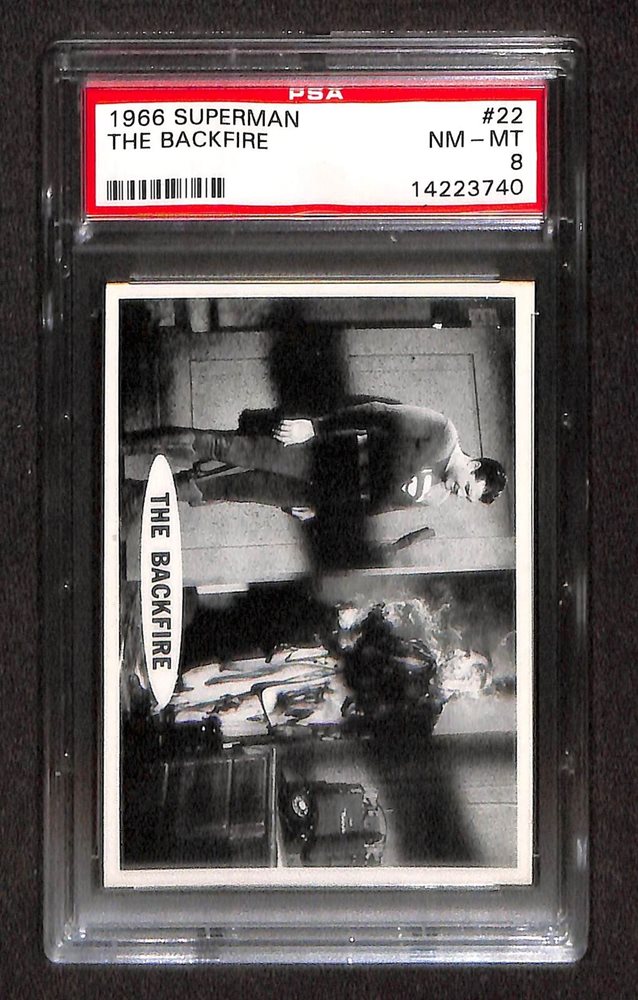 PSA
1966 SUPERMAN #22
THE BACKFIRE NM-MT
8
14223740
THE BACKFIRE